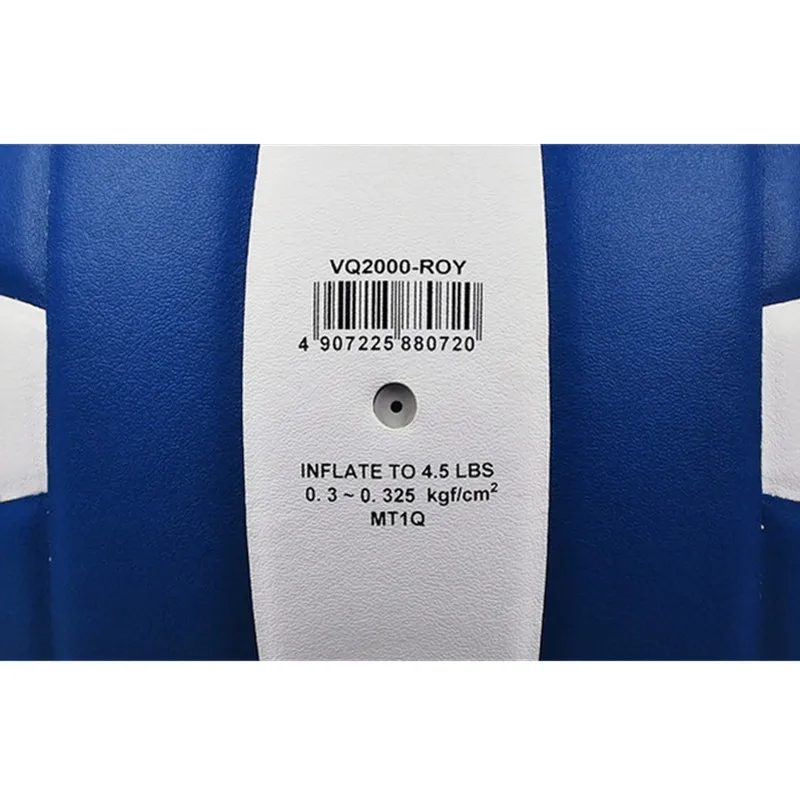 VQ2000-ROY
4 907225 880720
INFLATE TO 4.5 LBS
0.3~0.325 kgf/cm²
MT1Q